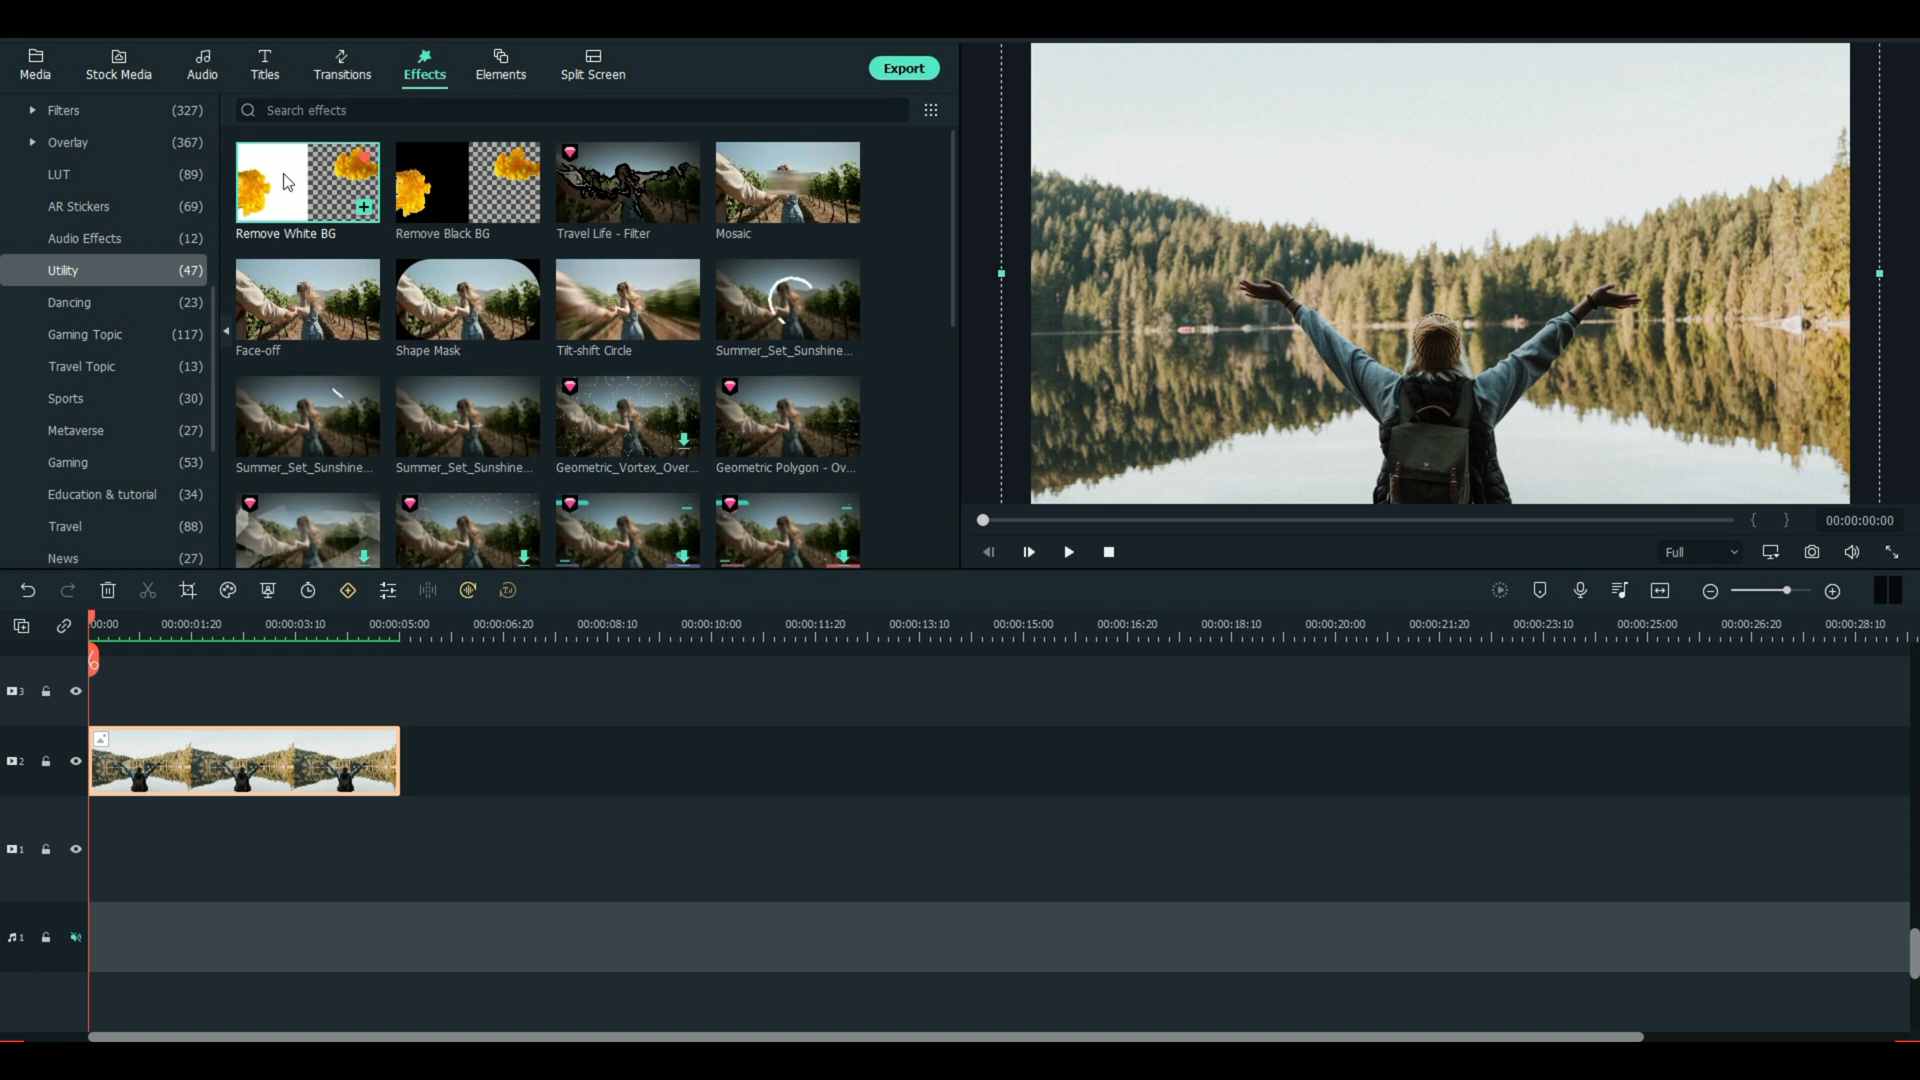 Media
Stock Media
Audio
Titles
Transitions
Effects
Elements
Split Screen
Export
Filters (327)
Overlay (367)
LUT (89)
AR Stickers (69)
Audio Effects (12)
Utility (47)
Dancing (23)
Gaming Topic (117)
Travel Topic (13)
Sports (30)
Metaverse (27)
Gaming (53)
Education & tutorial (34)
Travel (88)
News (27)
Search effects
Remove White BG
Remove Black BG
Travel Life - Filter
Mosaic
Face-off
Shape Mask
Tilt-shift Circle
Summer_Set_Sunshine...
Summer_Set_Sunshine...
Summer_Set_Sunshine...
Geometric_Vortex_Over...
Geometric Polygon - Ov...
{ }
00:00:00:00
Full
00:00 00:00:01:20 00:00:03:10 00:00:05:00 00:00:06:20 00:00:08:10 00:00:10:00 00:00:11:20 00:00:13:10 00:00:15:00 00:00:16:20 00:00:18:10 00:00:20:00 00:00:21:20 00:00:23:10 00:00:25:00 00:00:26:20 00:00:28:10
3
2
1
1